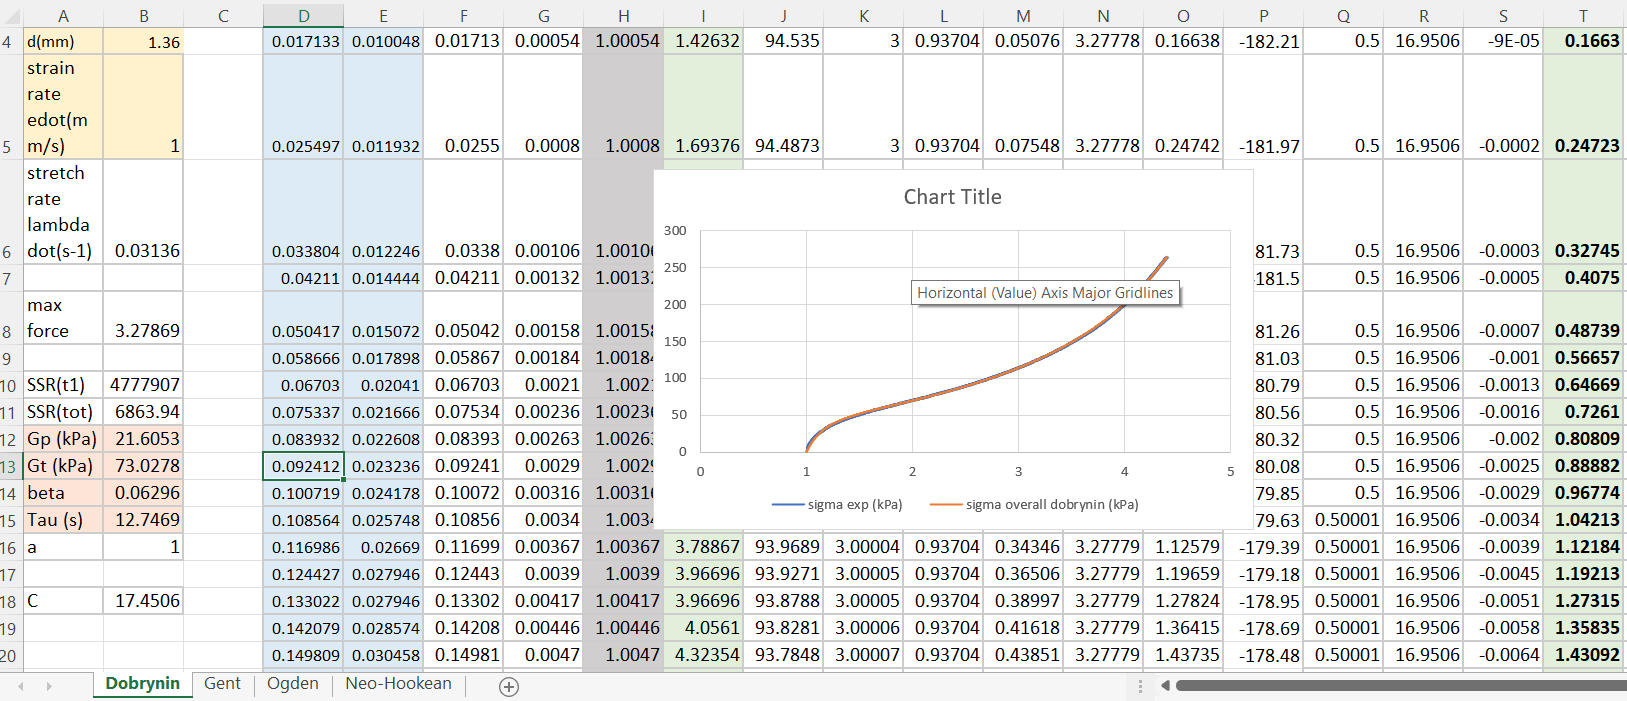 A B C D E F G H I J K L M N O P Q R S T
4 d(mm) 1.36 0.017133 0.010048 0.01713 0.00054 1.00054 1.42632 94.535 3 0.93704 0.05076 3.27778 0.16638 -182.21 0.5 16.9506 -9E-05 0.1663
strain
rate
edot(m
5 m/s) 1 0.025497 0.011932 0.0255 0.0008 1.0008 1.69376 94.4873 3 0.93704 0.07548 3.27778 0.24742 -181.97 0.5 16.9506 -0.0002 0.24723
stretch
rate
lambda
6 dot(s-1) 0.03136 0.033804 0.012246 0.0338 0.00106 1.00106 81.73 0.5 16.9506 -0.0003 0.32745
7 0.04211 0.014444 0.04211 0.00132 1.0013 181.5 0.5 16.9506 -0.0005 0.4075
max
8 force 3.27869 0.050417 0.015072 0.05042 0.00158 1.00158 81.26 0.5 16.9506 -0.0007 0.48739
9 0.058666 0.017898 0.05867 0.00184 1.00184 81.03 0.5 16.9506 -0.001 0.56657
10 SSR(t1) 4777907 0.06703 0.02041 0.06703 0.0021 1.002 80.79 0.5 16.9506 -0.0013 0.64669
11 SSR(tot) 6863.94 0.075337 0.021666 0.07534 0.00236 1.00236 80.56 0.5 16.9506 -0.0016 0.7261
12 Gp (kPa) 21.6053 0.083932 0.022608 0.08393 0.00263 1.00263 80.32 0.5 16.9506 -0.002 0.80809
13 Gt (kPa) 73.0278 0.092412 0.023236 0.09241 0.0029 1.002 80.08 0.5 16.9506 -0.0025 0.88882
14 beta 0.06296 0.100719 0.024178 0.10072 0.00316 1.00316 79.85 0.5 16.9506 -0.0029 0.96774
15 Tau (s) 12.7469 0.108564 0.025748 0.10856 0.0034 1.003 79.63 0.50001 16.9506 -0.0034 1.04213
16 a 1 0.116986 0.02669 0.11699 0.00367 1.00367 3.78867 93.9689 3.00004 0.93704 0.34346 3.27779 1.12579 -179.39 0.50001 16.9506 -0.0039 1.12184
17 0.124427 0.027946 0.12443 0.0039 1.0039 3.96696 93.9271 3.00005 0.93704 0.36506 3.27779 1.19659 -179.18 0.50001 16.9506 -0.0045 1.19213
18 C 17.4506 0.133022 0.027946 0.13302 0.00417 1.00417 3.96696 93.8788 3.00005 0.93704 0.38997 3.27779 1.27824 -178.95 0.50001 16.9506 -0.0051 1.27315
19 0.142079 0.028574 0.14208 0.00446 1.00446 4.0561 93.8281 3.00006 0.93704 0.41618 3.27779 1.36415 -178.69 0.50001 16.9506 -0.0058 1.35835
20 0.149809 0.030458 0.14981 0.0047 1.0047 4.32354 93.7848 3.00007 0.93704 0.43851 3.27779 1.43735 -178.48 0.50001 16.9506 -0.0064 1.43092
Chart Title
300
250
Horizontal (Value) Axis Major Gridlines
200
150
100
50
0
0 1 2 3 4 5
sigma exp (kPa) sigma overall dobrynin (kPa)
Dobrynin Gent Ogden Neo-Hookean